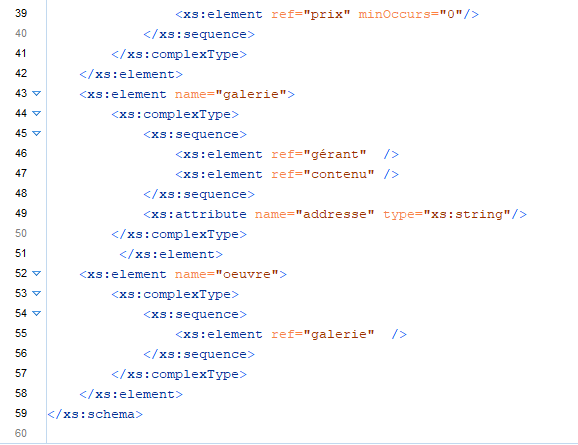 39 <xs:element ref="prix" minOccurs="0"/>
40 </xs:sequence>
41 </xs:complexType>
42 </xs:element>
43 <xs:element name="galerie">
44 <xs:complexType>
45 <xs:sequence>
46 <xs:element ref="gérant" />
47 <xs:element ref="contenu" />
48 </xs:sequence>
49 <xs:attribute name="addresse" type="xs:string"/>
50 </xs:complexType>
51 </xs:element>
52 <xs:element name="oeuvre">
53 <xs:complexType>
54 <xs:sequence>
55 <xs:element ref="galerie" />
56 </xs:sequence>
57 </xs:complexType>
58 </xs:element>
59 </xs:schema>
60